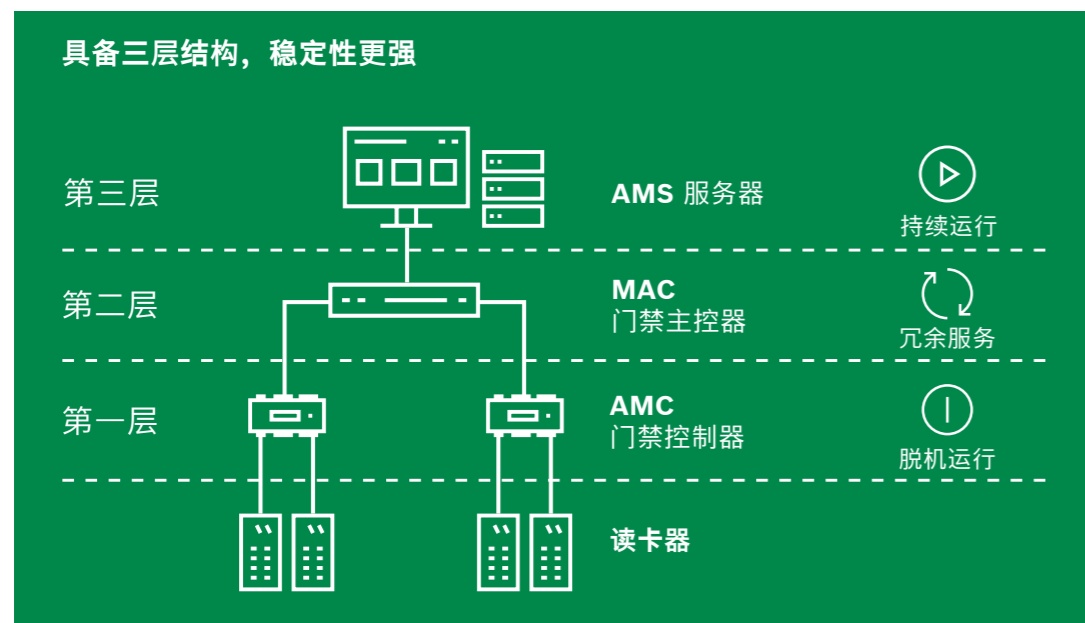 具备三层结构，稳定性更强
第三层
AMS 服务器
持续运行
第二层
MAC
门禁主控器
冗余服务
第一层
AMC
门禁控制器
脱机运行
读卡器